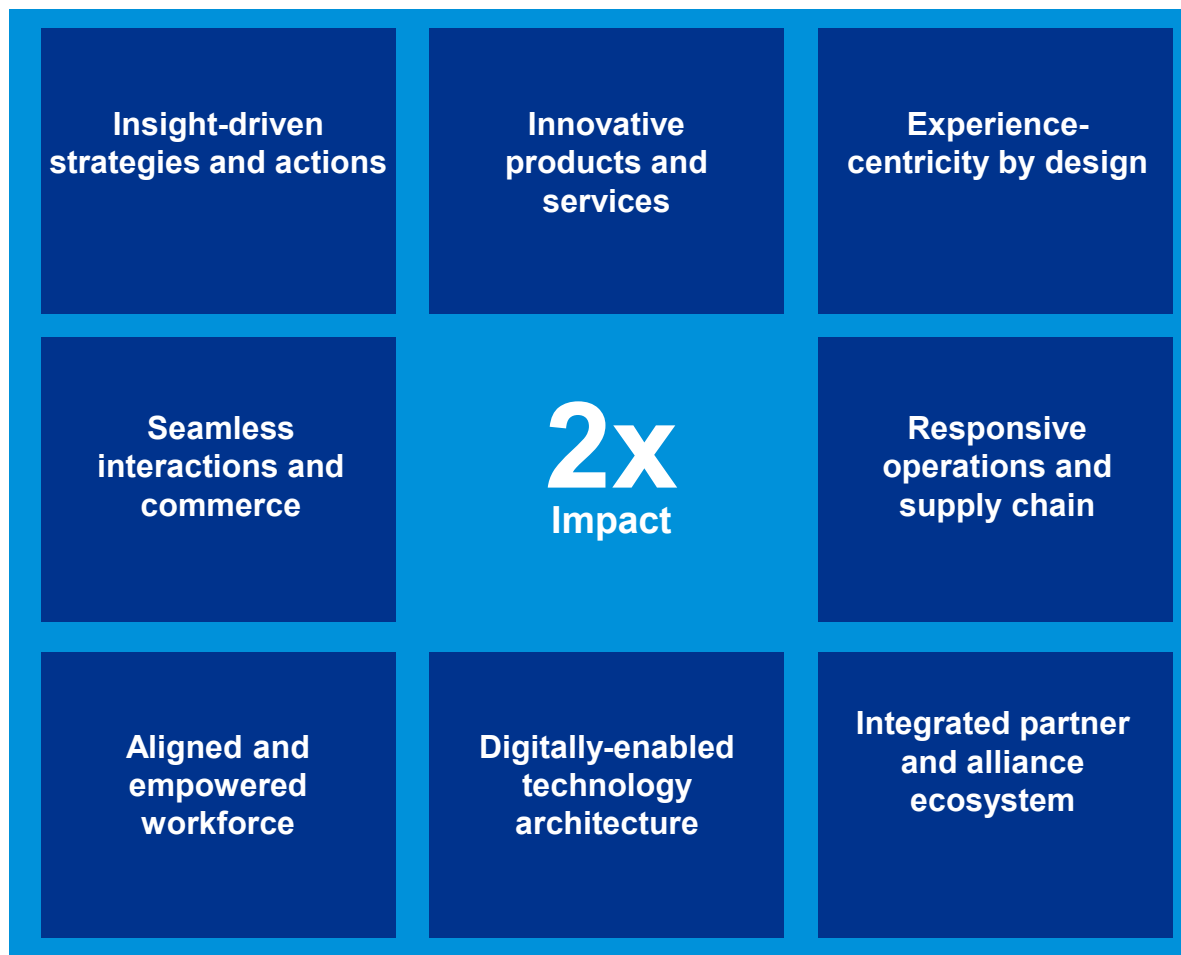 Insight-driven
strategies and actions
Innovative
products and
services
Experience-
centricity by design
Seamless
interactions and
commerce
2x
Impact
Responsive
operations and
supply chain
Aligned and
empowered
workforce
Digitally-enabled
technology
architecture
Integrated partner
and alliance
ecosystem